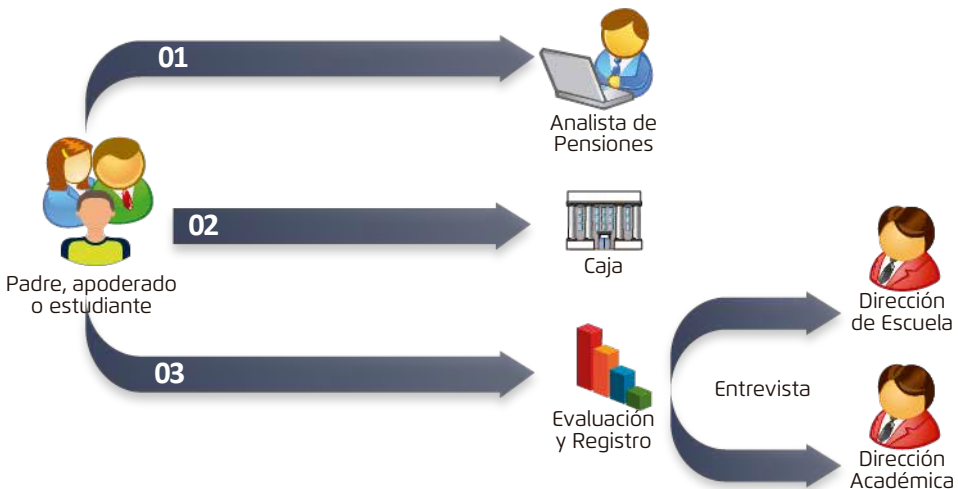 01
Analista de
Pensiones
02
Caja
Padre, apoderado
o estudiante
03
Evaluación
y Registro
Entrevista
Dirección
de Escuela
Dirección
Académica